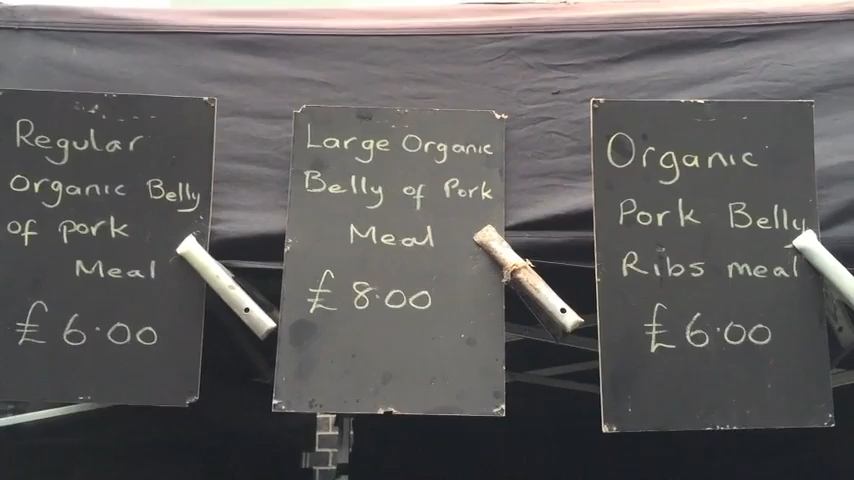 Regular
Organic Belly
of pork
Meal
£6.00
Large Organic
Belly of Pork
Meal
£8.00
Organic
Pork Belly
Ribs meal
£6.00